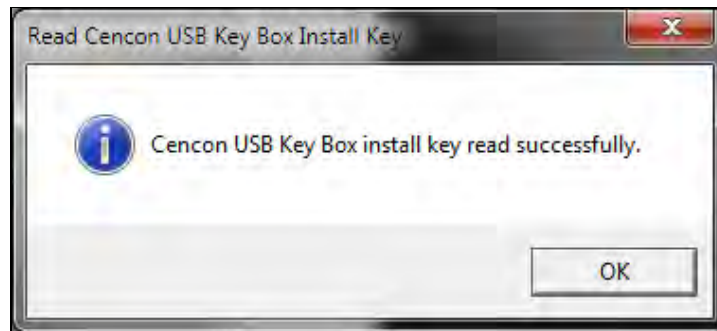 Read Cencon USB Key Box Install Key
Cencon USB Key Box install key read successfully.
OK